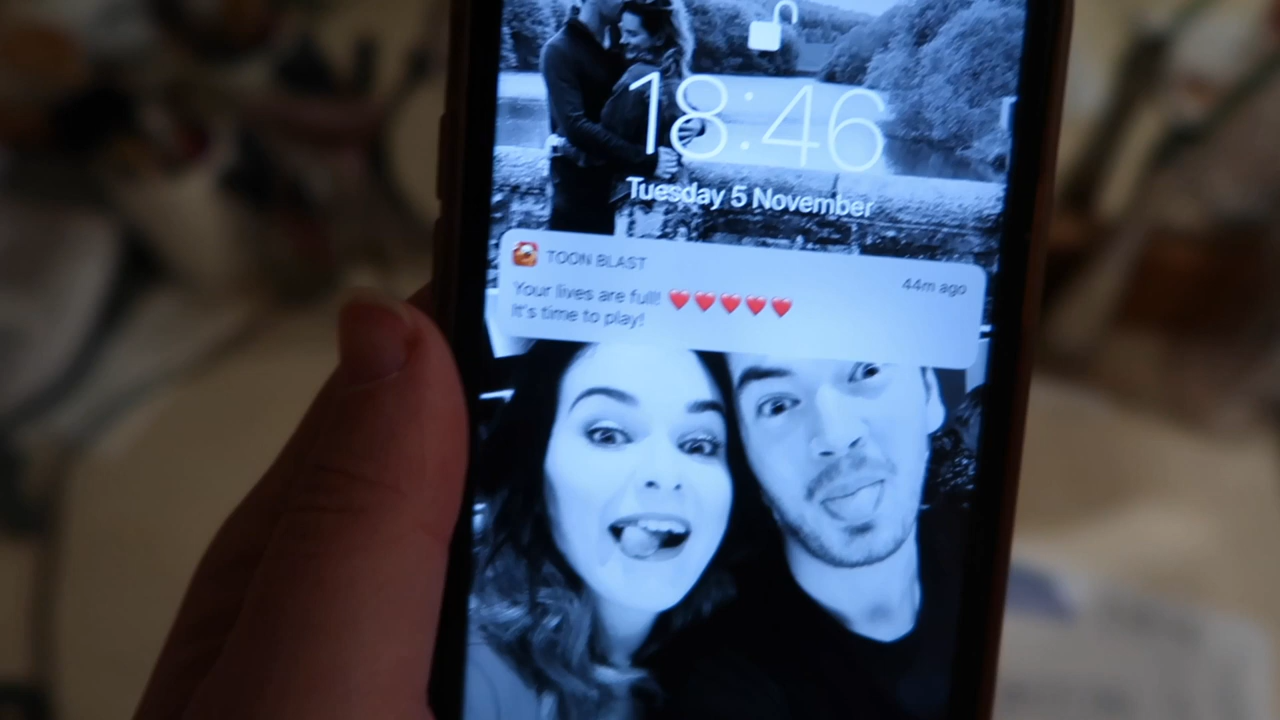 18:46
Tuesday 5 November
TOON BLAST
44m ago
Your lives are full! ❤️❤️❤️❤️❤️
It's time to play!